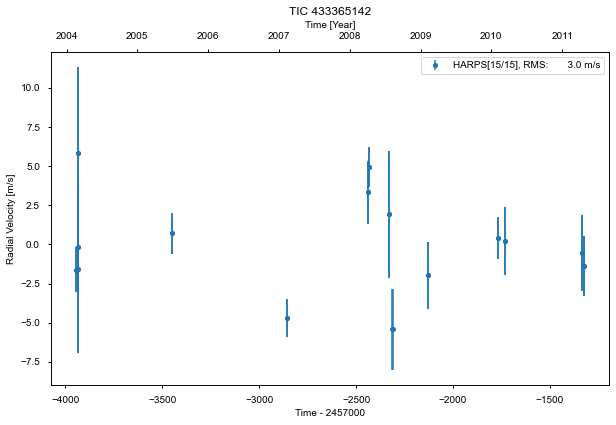 TIC 433365142
Time [Year]
2004 2005 2006 2007 2008 2009 2010 2011
HARPS[15/15], RMS: 3.0 m/s
10.0
7.5
5.0
2.5
0.0
−2.5
−5.0
−7.5
Radial Velocity [m/s]
−4000 −3500 −3000 −2500 −2000 −1500
Time - 2457000